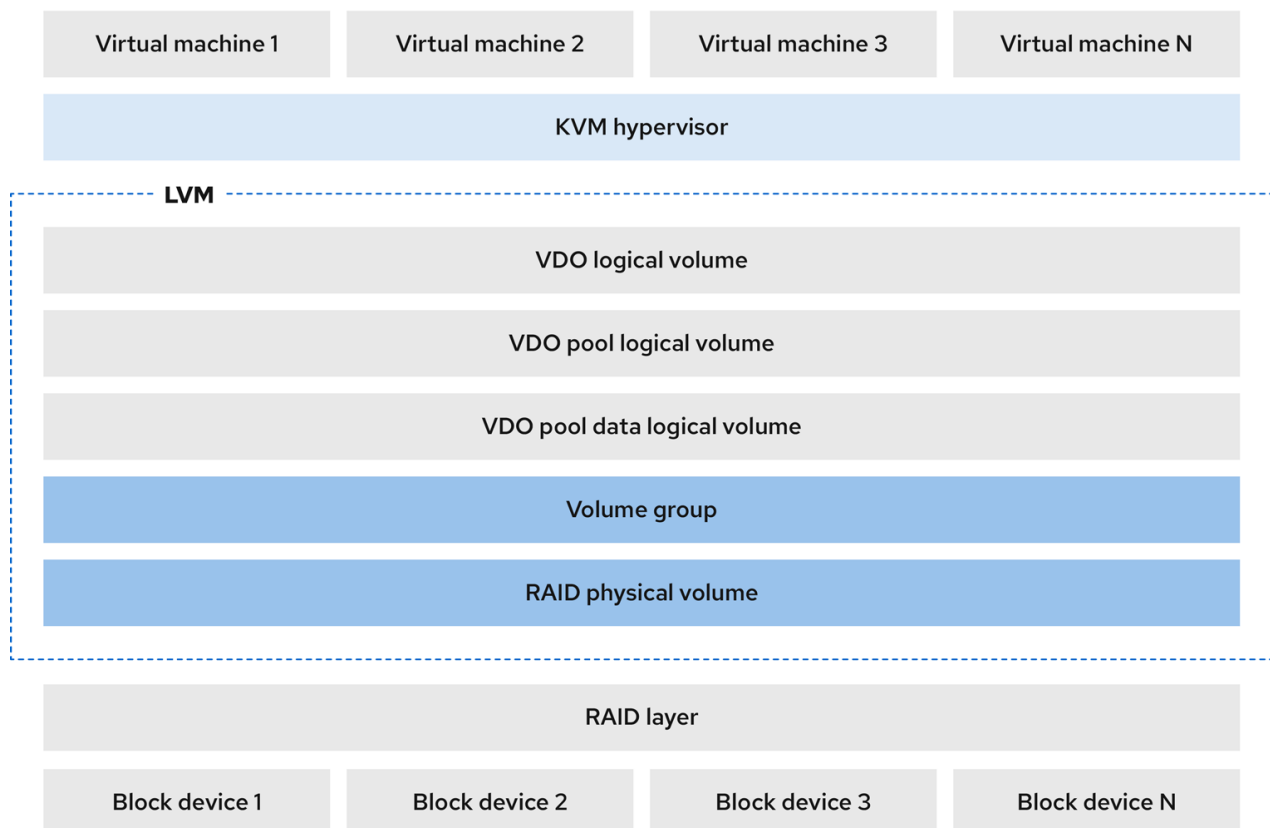 Virtual machine 1
Virtual machine 2
Virtual machine 3
Virtual machine N
KVM hypervisor
LVM
VDO logical volume
VDO pool logical volume
VDO pool data logical volume
Volume group
RAID physical volume
RAID layer
Block device 1
Block device 2
Block device 3
Block device N